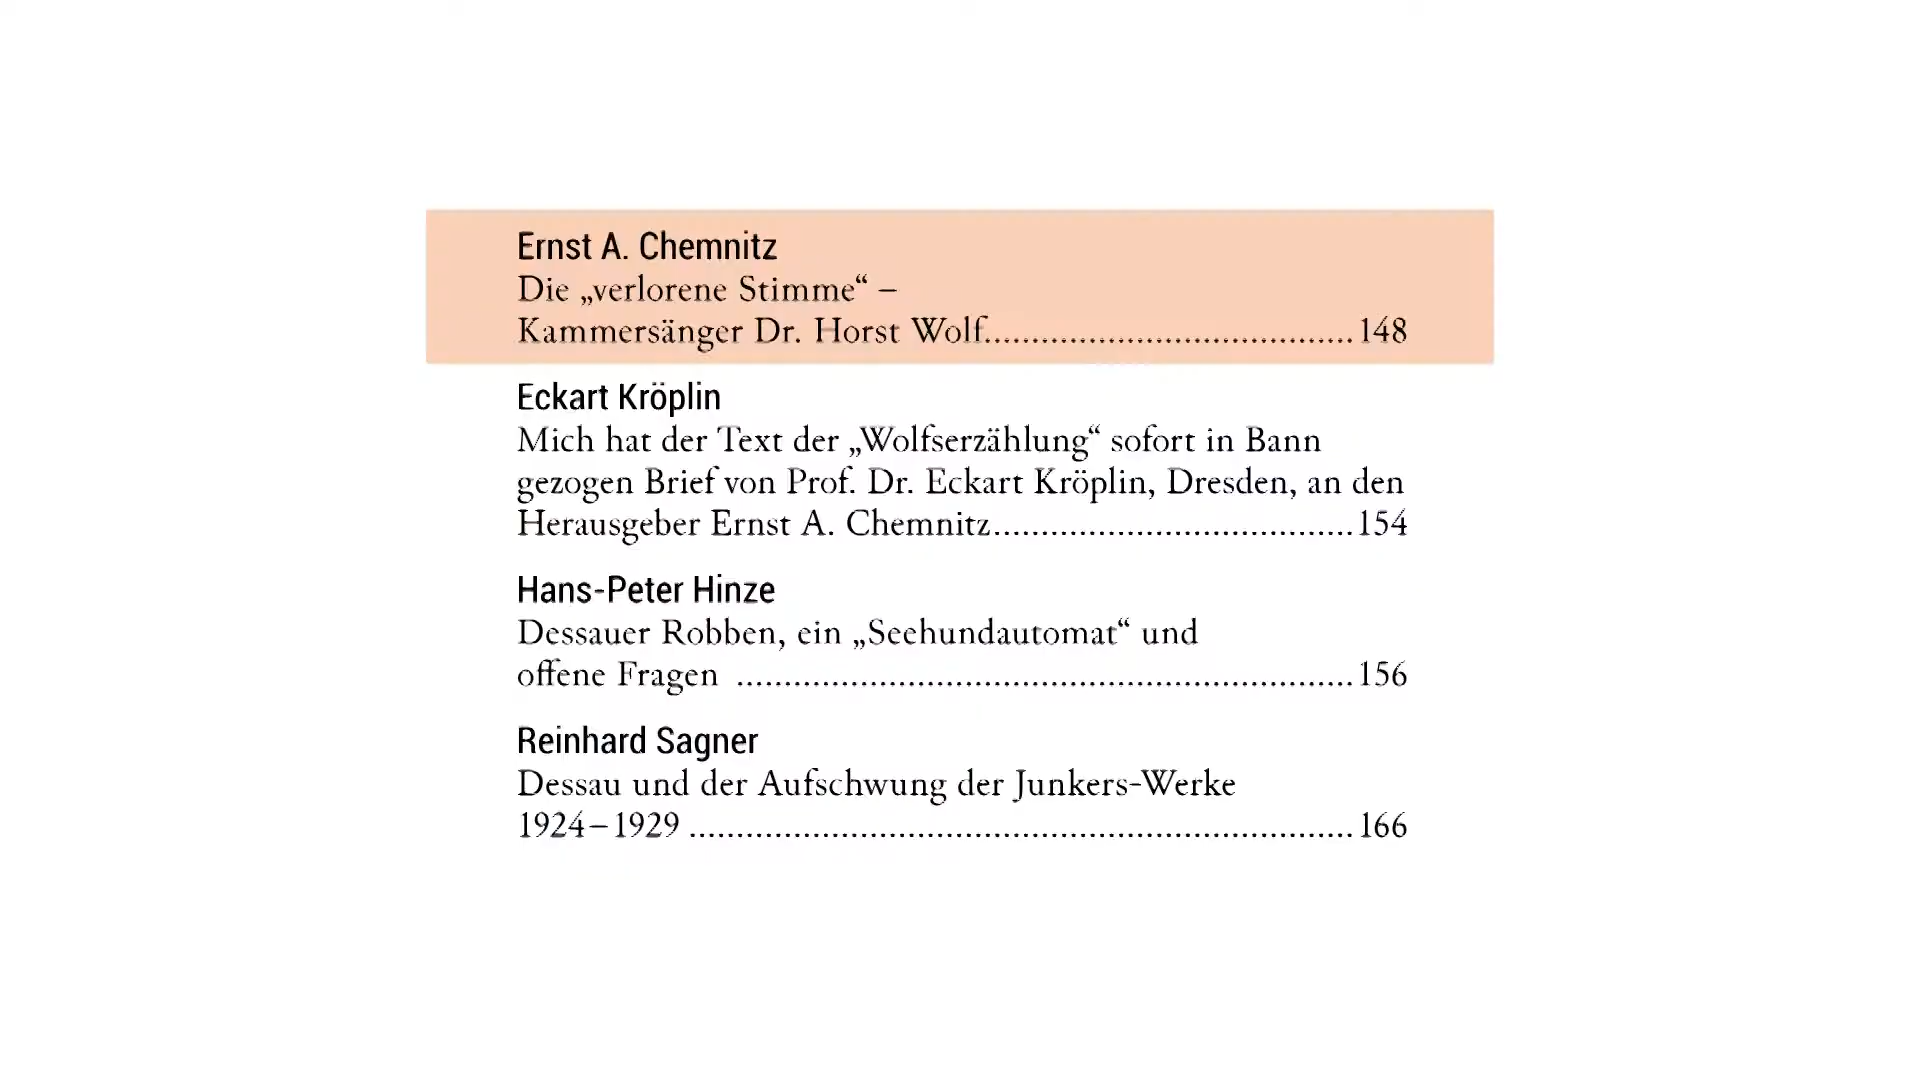 Ernst A. Chemnitz
Die „verlorene Stimme“ –
Kammersänger Dr. Horst Wolf.......................................148
Eckart Kröplin
Mich hat der Text der „Wolfserzählung“ sofort in Bann
gezogen Brief von Prof. Dr. Eckart Kröplin, Dresden, an den
Herausgeber Ernst A. Chemnitz......................................154
Hans-Peter Hinze
Dessauer Robben, ein „Seehundautomat“ und
offene Fragen .................................................................156
Reinhard Sagner
Dessau und der Aufschwung der Junkers-Werke
1924–1929 ......................................................................166